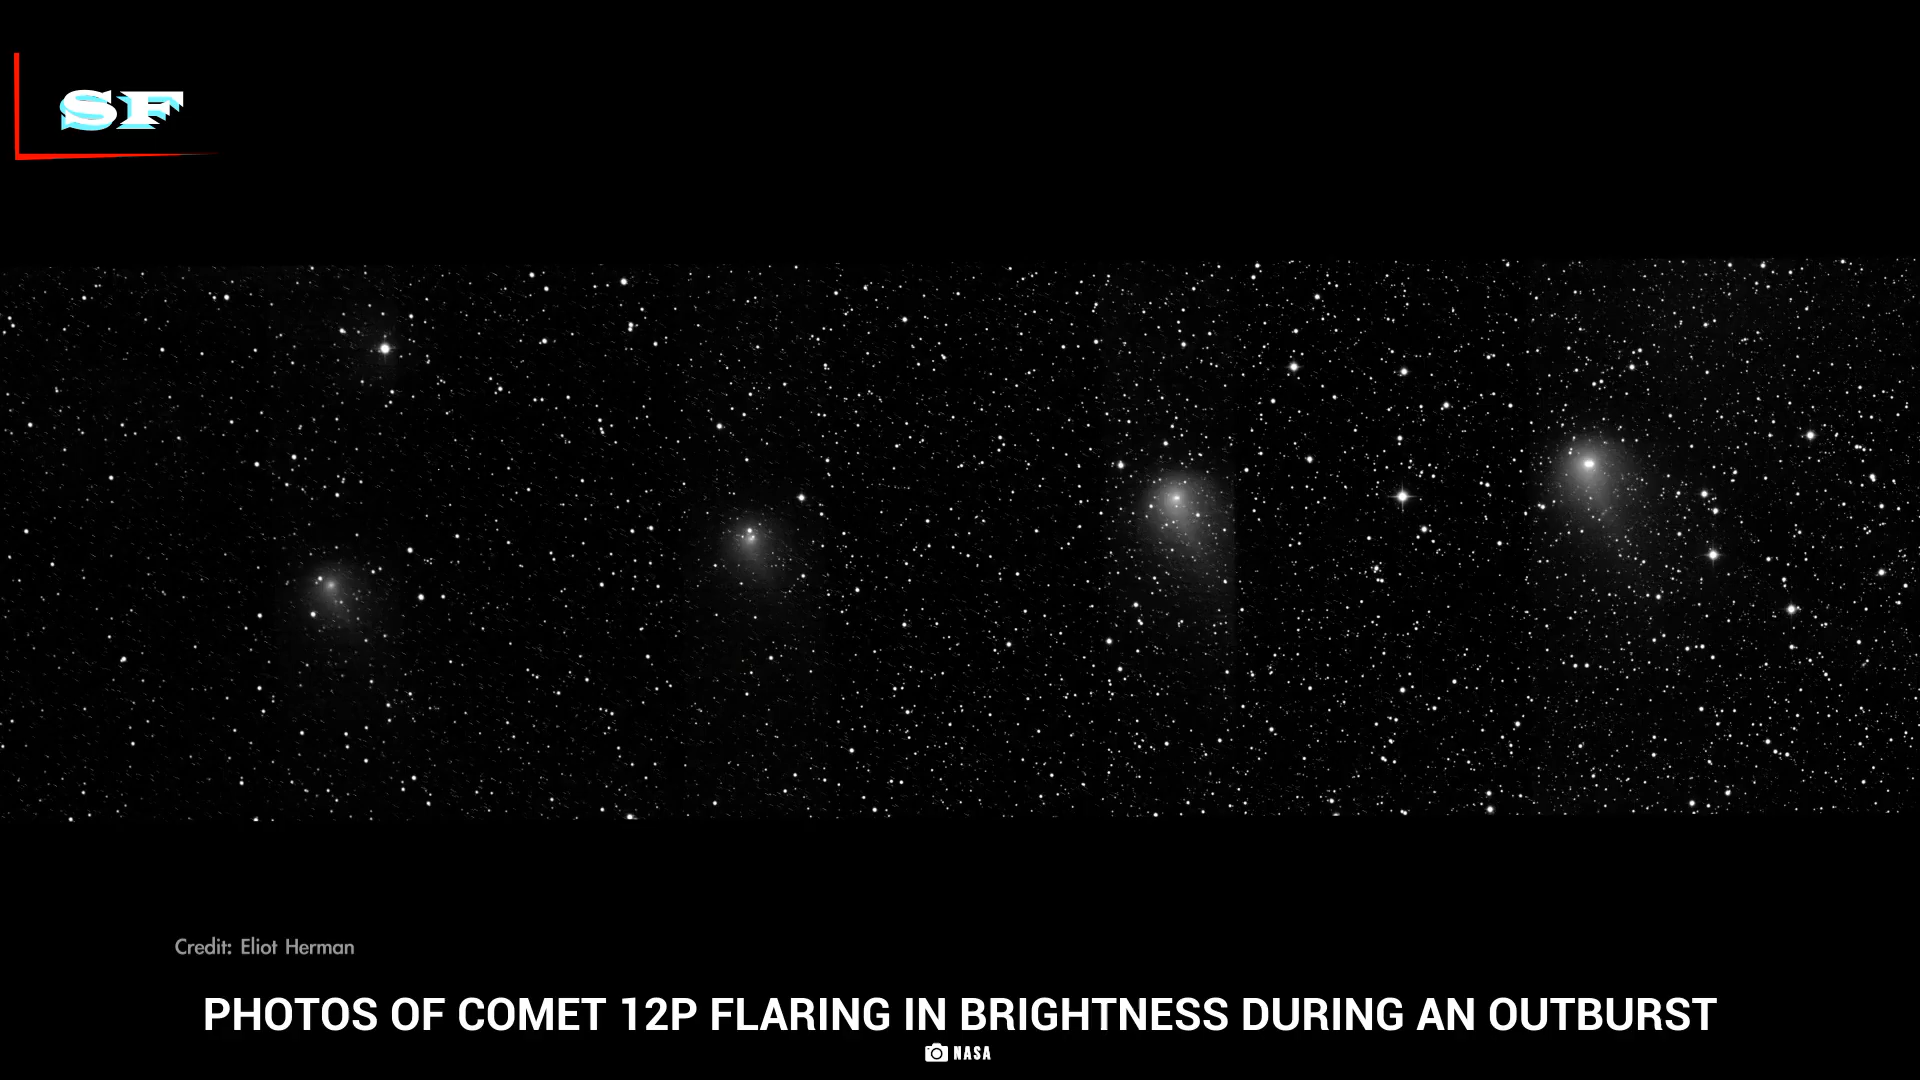 SF
Credit: Eliot Herman
PHOTOS OF COMET 12P FLARING IN BRIGHTNESS DURING AN OUTBURST
NASA